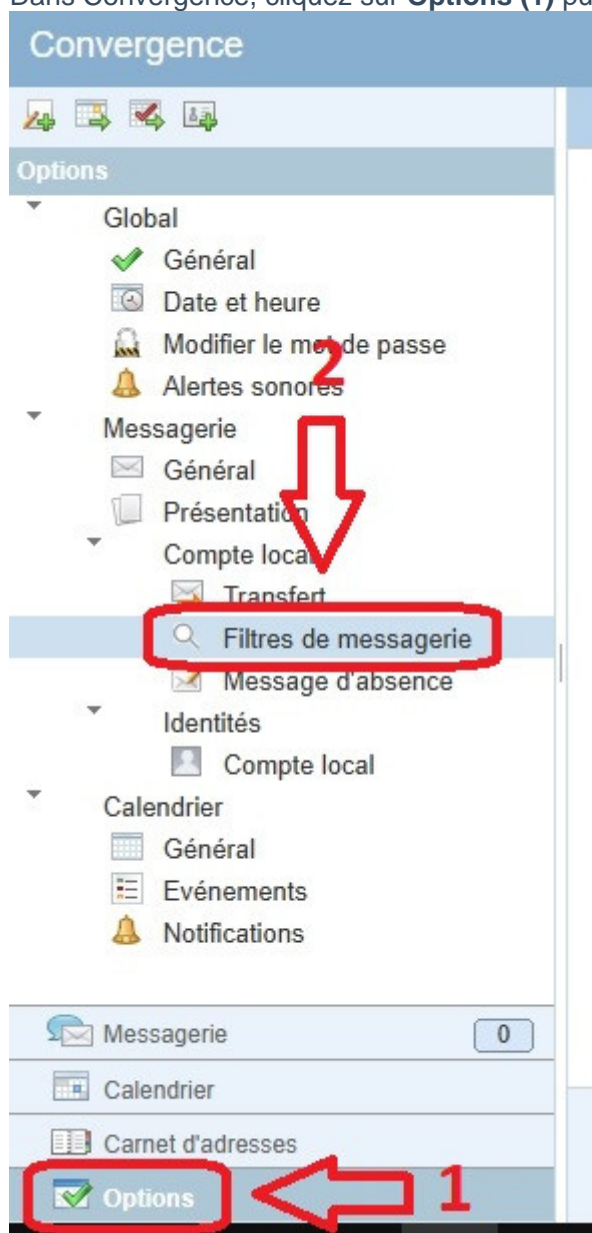 Dans Convergence, cliquez sur Options (1) pu
Convergence
Options
Global
Général
Date et heure
Modifier le mot de passe
2
Alertes sonores
Messagerie
Général
Présentation
Compte local
Transfert
Filtres de messagerie
Message d'absence
Identités
Compte local
Calendrier
Général
Evénements
Notifications
Messagerie 0
Calendrier
Carnet d'adresses
Options 1